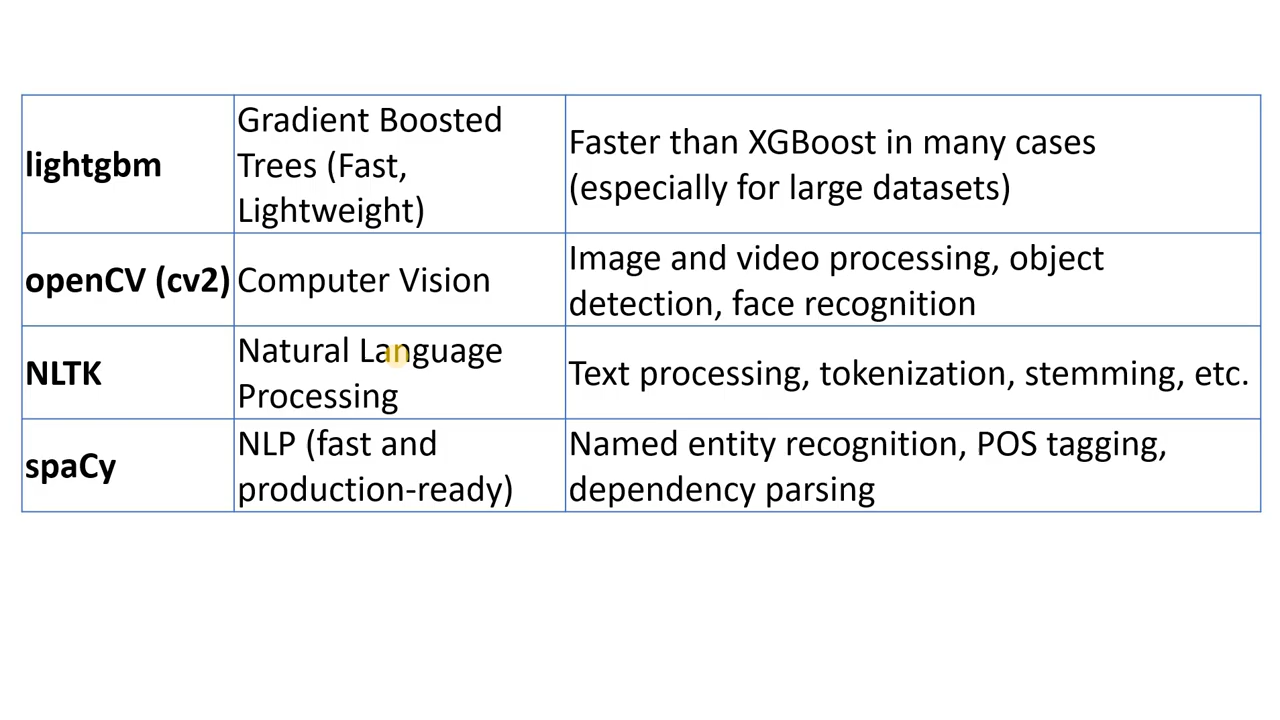 lightgbm
Gradient Boosted
Trees (Fast,
Lightweight)
Faster than XGBoost in many cases
(especially for large datasets)
openCV (cv2)
Computer Vision
Image and video processing, object
detection, face recognition
NLTK
Natural Language
Processing
Text processing, tokenization, stemming, etc.
spaCy
NLP (fast and
production-ready)
Named entity recognition, POS tagging,
dependency parsing